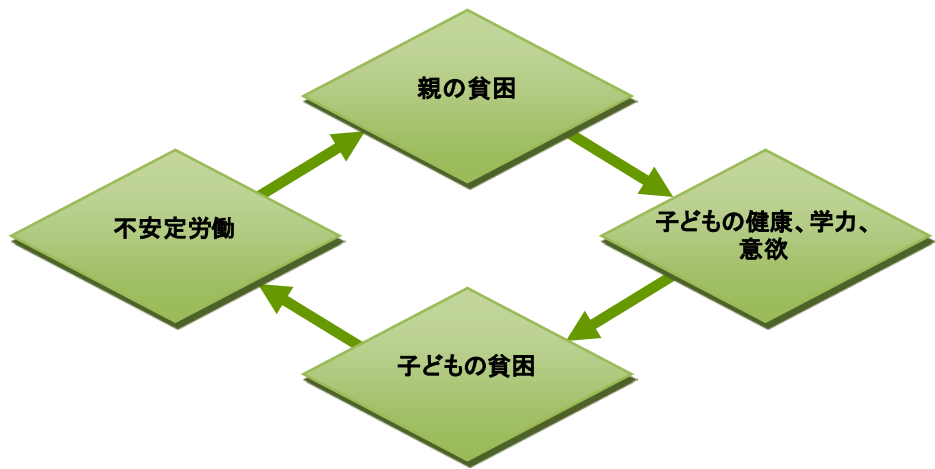 親の貧困
不安定労働
子どもの健康、学力、
意欲
子どもの貧困